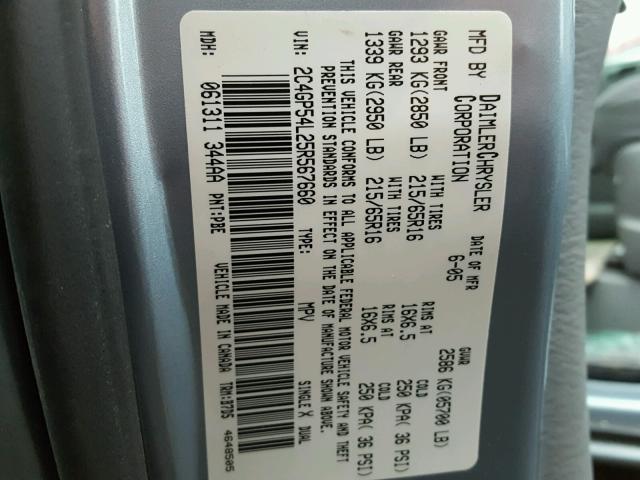 MFD BY DAIMLERCHRYSLER CORPORATION DATE OF MFR 6-05 GVWR 2586 KG(05700 LB)
GAWR FRONT WITH TIRES RIMS AT COLD
1293 KG(2850 LB) 215/65R16 16X6.5 250 KPA( 36 PSI)
GAWR REAR WITH TIRES RIMS AT COLD
1339 KG(2950 LB) 215/65R16 16X6.5 250 KPA( 36 PSI)
THIS VEHICLE CONFORMS TO ALL APPLICABLE FEDERAL MOTOR VEHICLE SAFETY AND THEFT
PREVENTION STANDARDS IN EFFECT ON THE DATE OF MANUFACTURE SHOWN ABOVE.
VIN: 2C4GP54L25R567660 TYPE: MPV SINGLE X DUAL
MDH: 061311 344AA PNT:PBE VEHICLE MADE IN CANADA TRM:B7D5 4648505